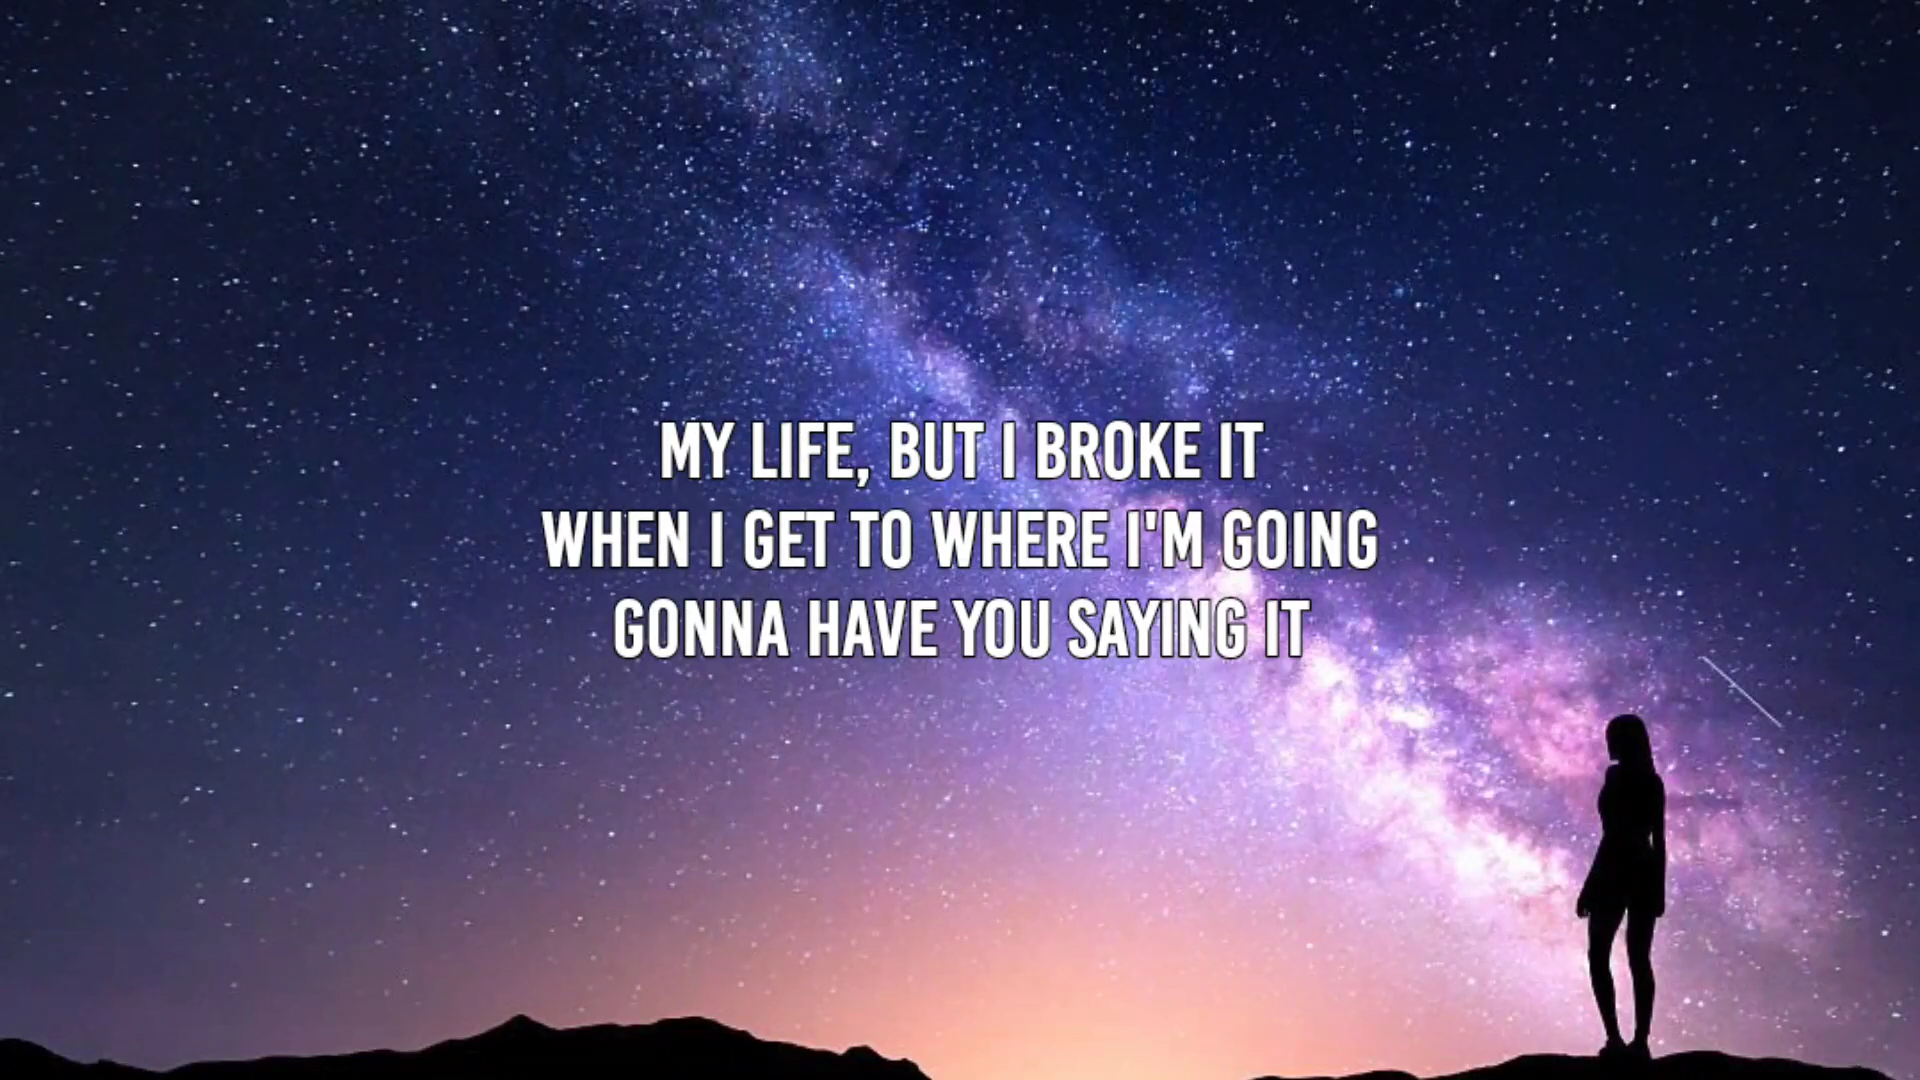 MY LIFE, BUT I BROKE IT
WHEN I GET TO WHERE I'M GOING
GONNA HAVE YOU SAYING IT